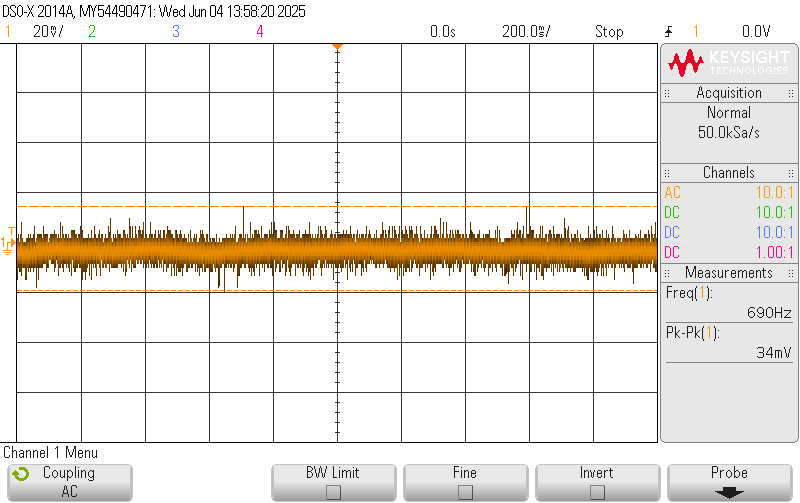 DSO-X 2014A, MY54490471: Wed Jun 04 13:58:20 2025
1 20mV/ 2 3 4 0.0s 200.0ms/ Stop 1 0.0V
KEYSIGHT
TECHNOLOGIES
Acquisition
Normal
50.0kSa/s
Channels
AC 10.0:1
DC 10.0:1
DC 10.0:1
DC 1.00:1
Measurements
Freq(1):
690Hz
Pk-Pk(1):
34mV
T
1
Channel 1 Menu
Coupling
AC
BW Limit
Fine
Invert
Probe